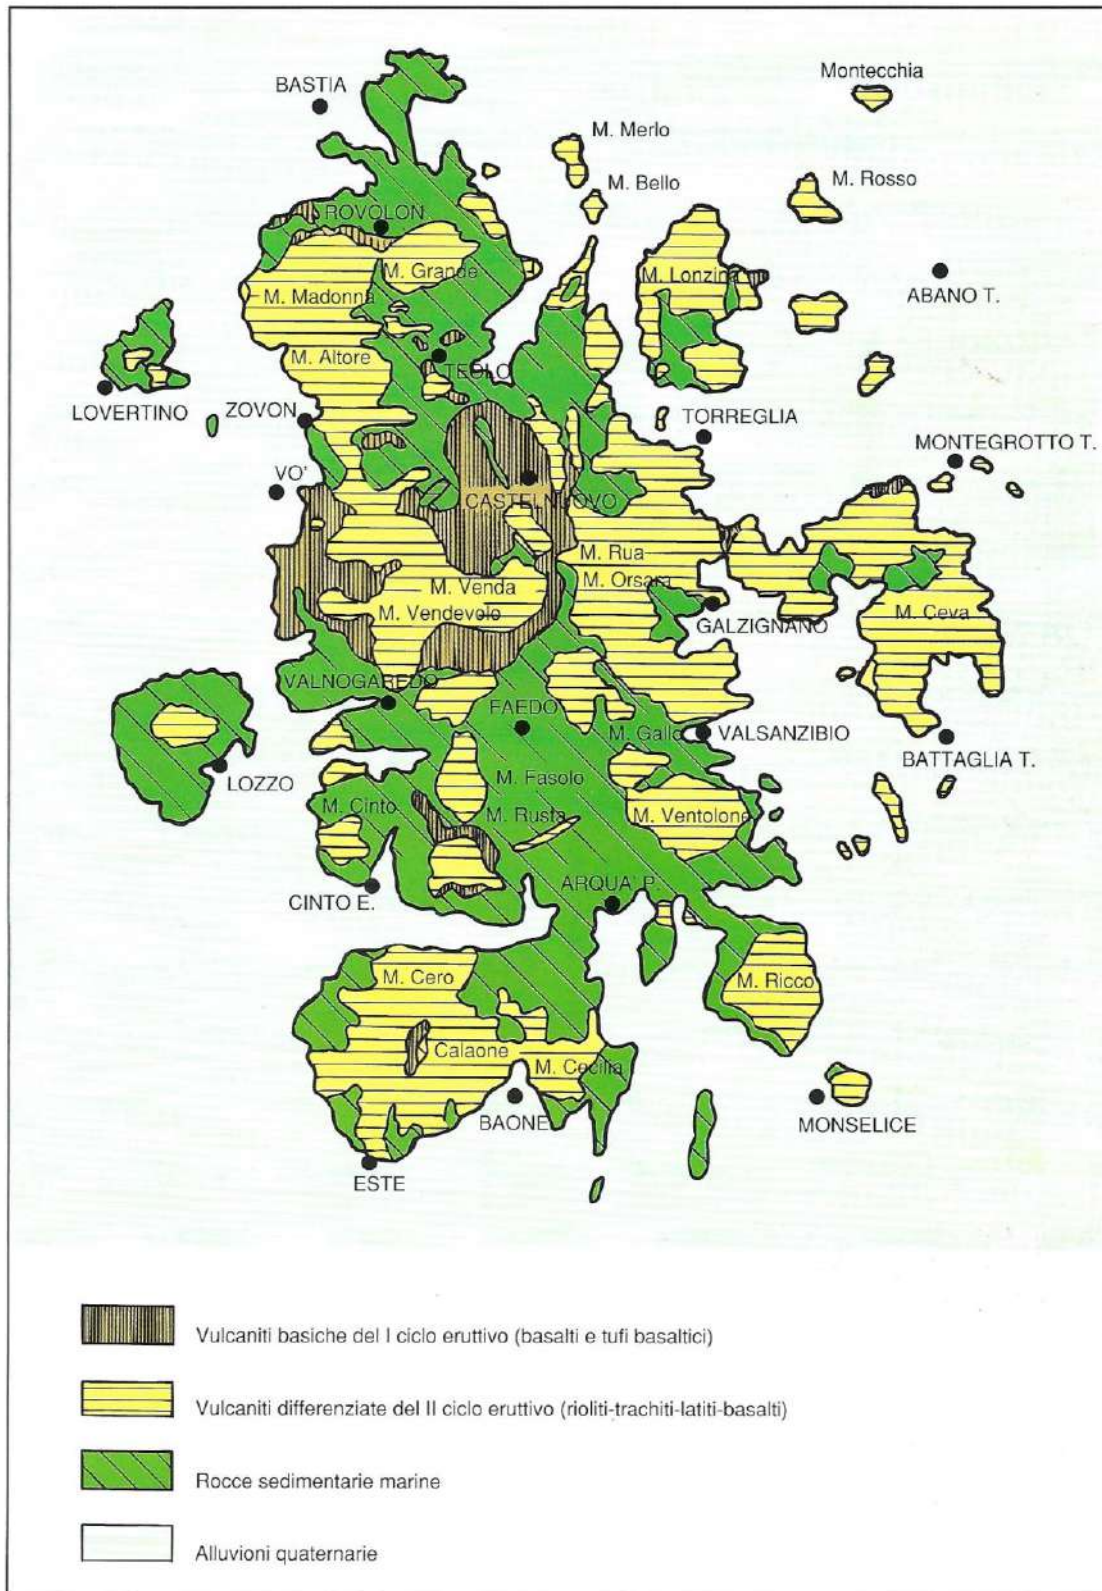 Montecchia
BASTIA
M. Merlo
M. Bello
M. Rosso
ROVOLON
M. Grande
M. Lonzina
ABANO T.
M. Madonna
M. Altore
TEOLO
LOVERTINO
ZOVON
TORREGLIA
MONTEGROTTO T.
VO'
CASTELNUOVO
M. Rua
M. Venda
M. Orsara
M. Vendevolo
GALZIGNANO
M. Ceva
VALNOGAREDO
FAEDO
M. Gallo
VALSANZIBIO
BATTAGLIA T.
LOZZO
M. Fasolo
M. Cinto
M. Rusta
M. Ventolone
CINTO E.
ARQUA' P.
M. Cero
M. Ricco
Calaone
M. Cecilia
BAONE
MONSELICE
ESTE
Vulcaniti basiche del I ciclo eruttivo (basalti e tufi basaltici)
Vulcaniti differenziate del II ciclo eruttivo (rioliti-trachiti-latiti-basalti)
Rocce sedimentarie marine
Alluvioni quaternarie